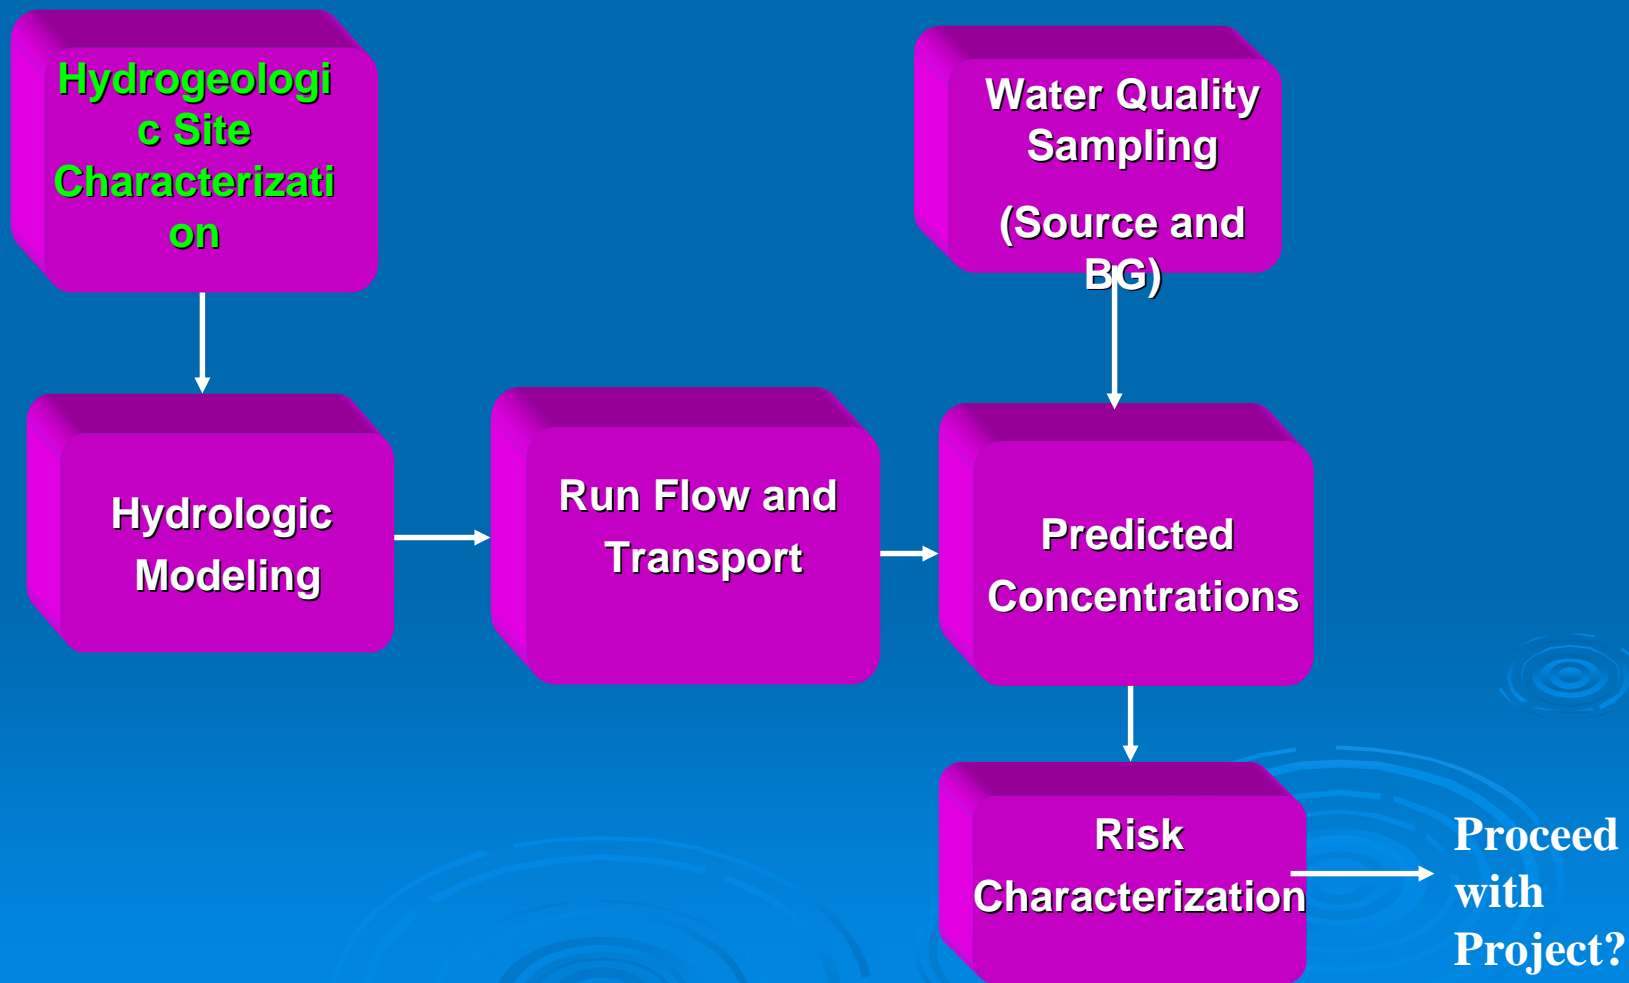 Hydrogeologi
c Site
Characterizati
on
Water Quality
Sampling
(Source and
BG)
Hydrologic
Modeling
Run Flow and
Transport
Predicted
Concentrations
Risk
Characterization
Proceed
with
Project?